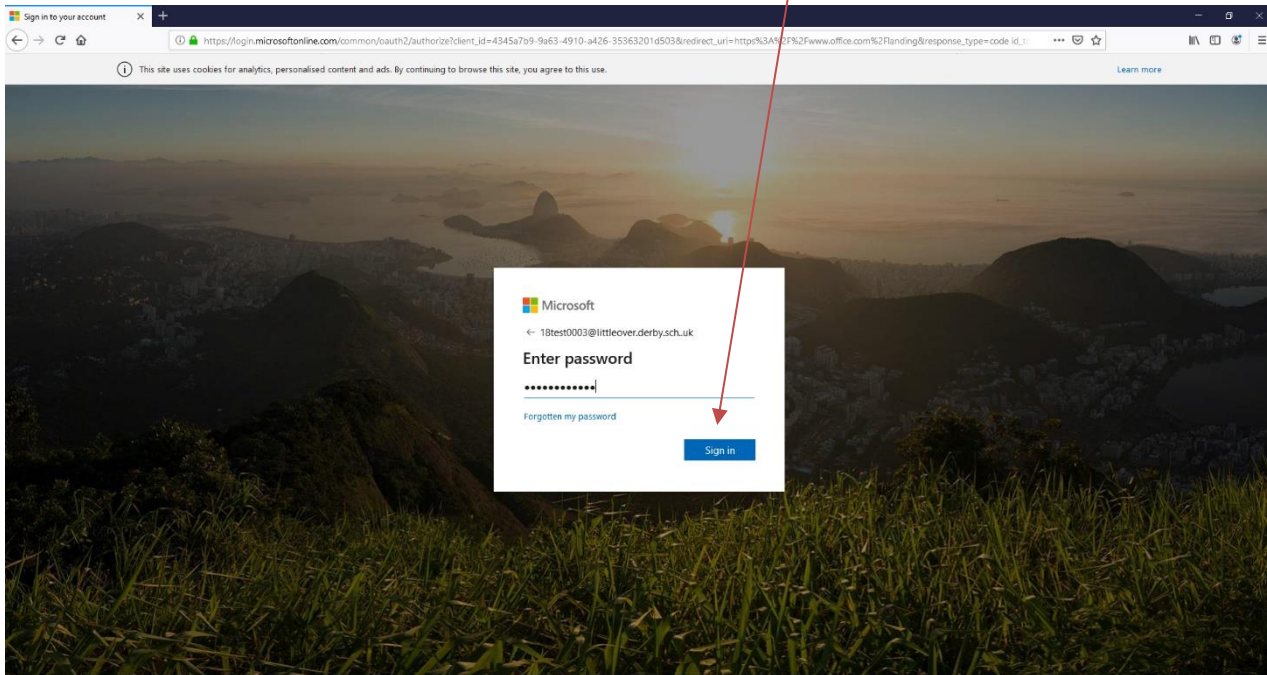 Sign in to your account
https://login.microsoftonline.com/common/oauth2/authorize?client_id=4345a7b9-9a63-4910-a426-35363201d503&redirect_uri=https%3A%2F%2Fwww.office.com%2Flanding&response_type=code id_t
This site uses cookies for analytics, personalised content and ads. By continuing to browse this site, you agree to this use.
Learn more
Microsoft
18test0003@littleover.derby.sch..uk
Enter password
Forgotten my password
Sign in